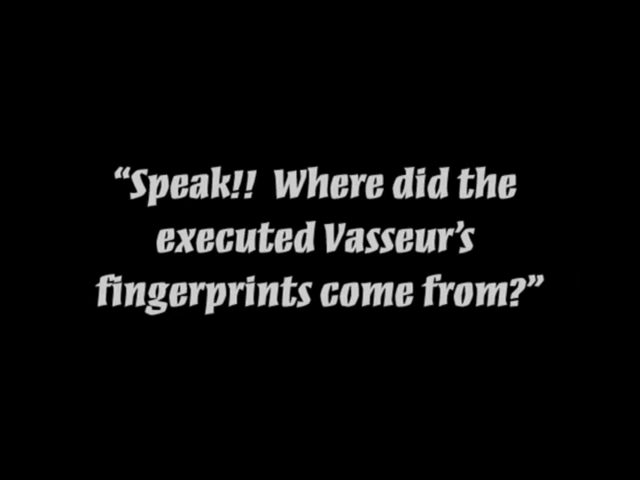 “Speak!!  Where did the
executed Vasseur’s
fingerprints come from?”